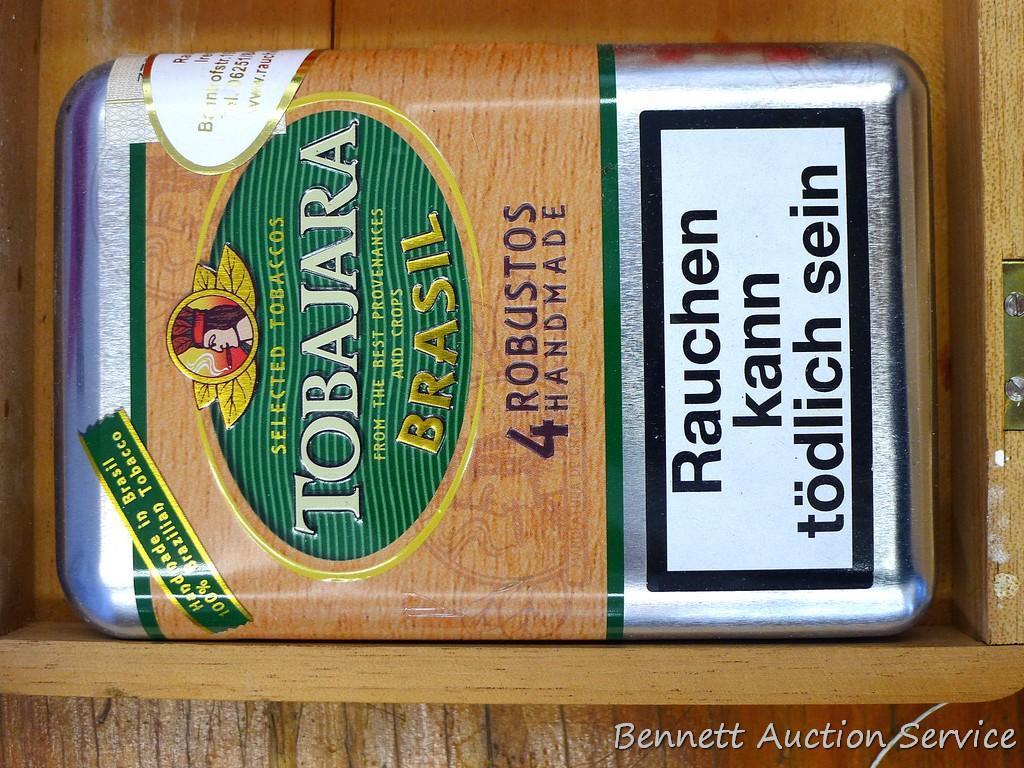 Handmade in Brasil
100% Brazilian Tobacco
SELECTED TOBACCOS
TOBAJARA
FROM THE BEST PROVENANCES
AND CROPS
BRASIL
4 ROBUSTOS
HANDMADE
Rauchen
kann
tödlich sein
Bennett Auction Service